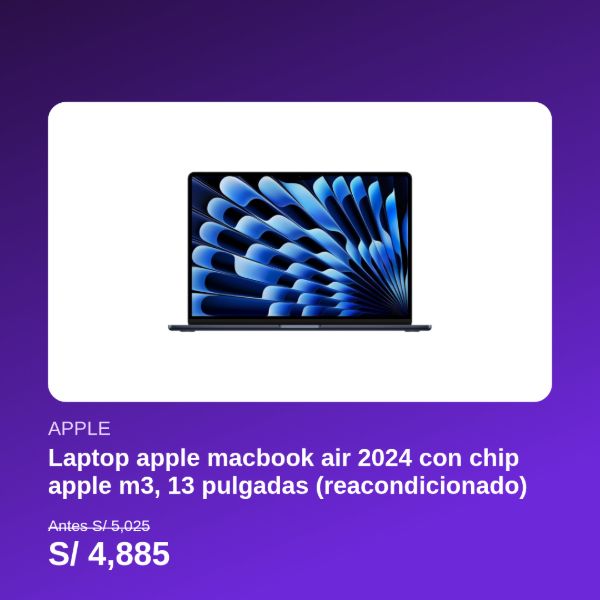 APPLE
Laptop apple macbook air 2024 con chip
apple m3, 13 pulgadas (reacondicionado)
Antes S/ 5,025
S/ 4,885